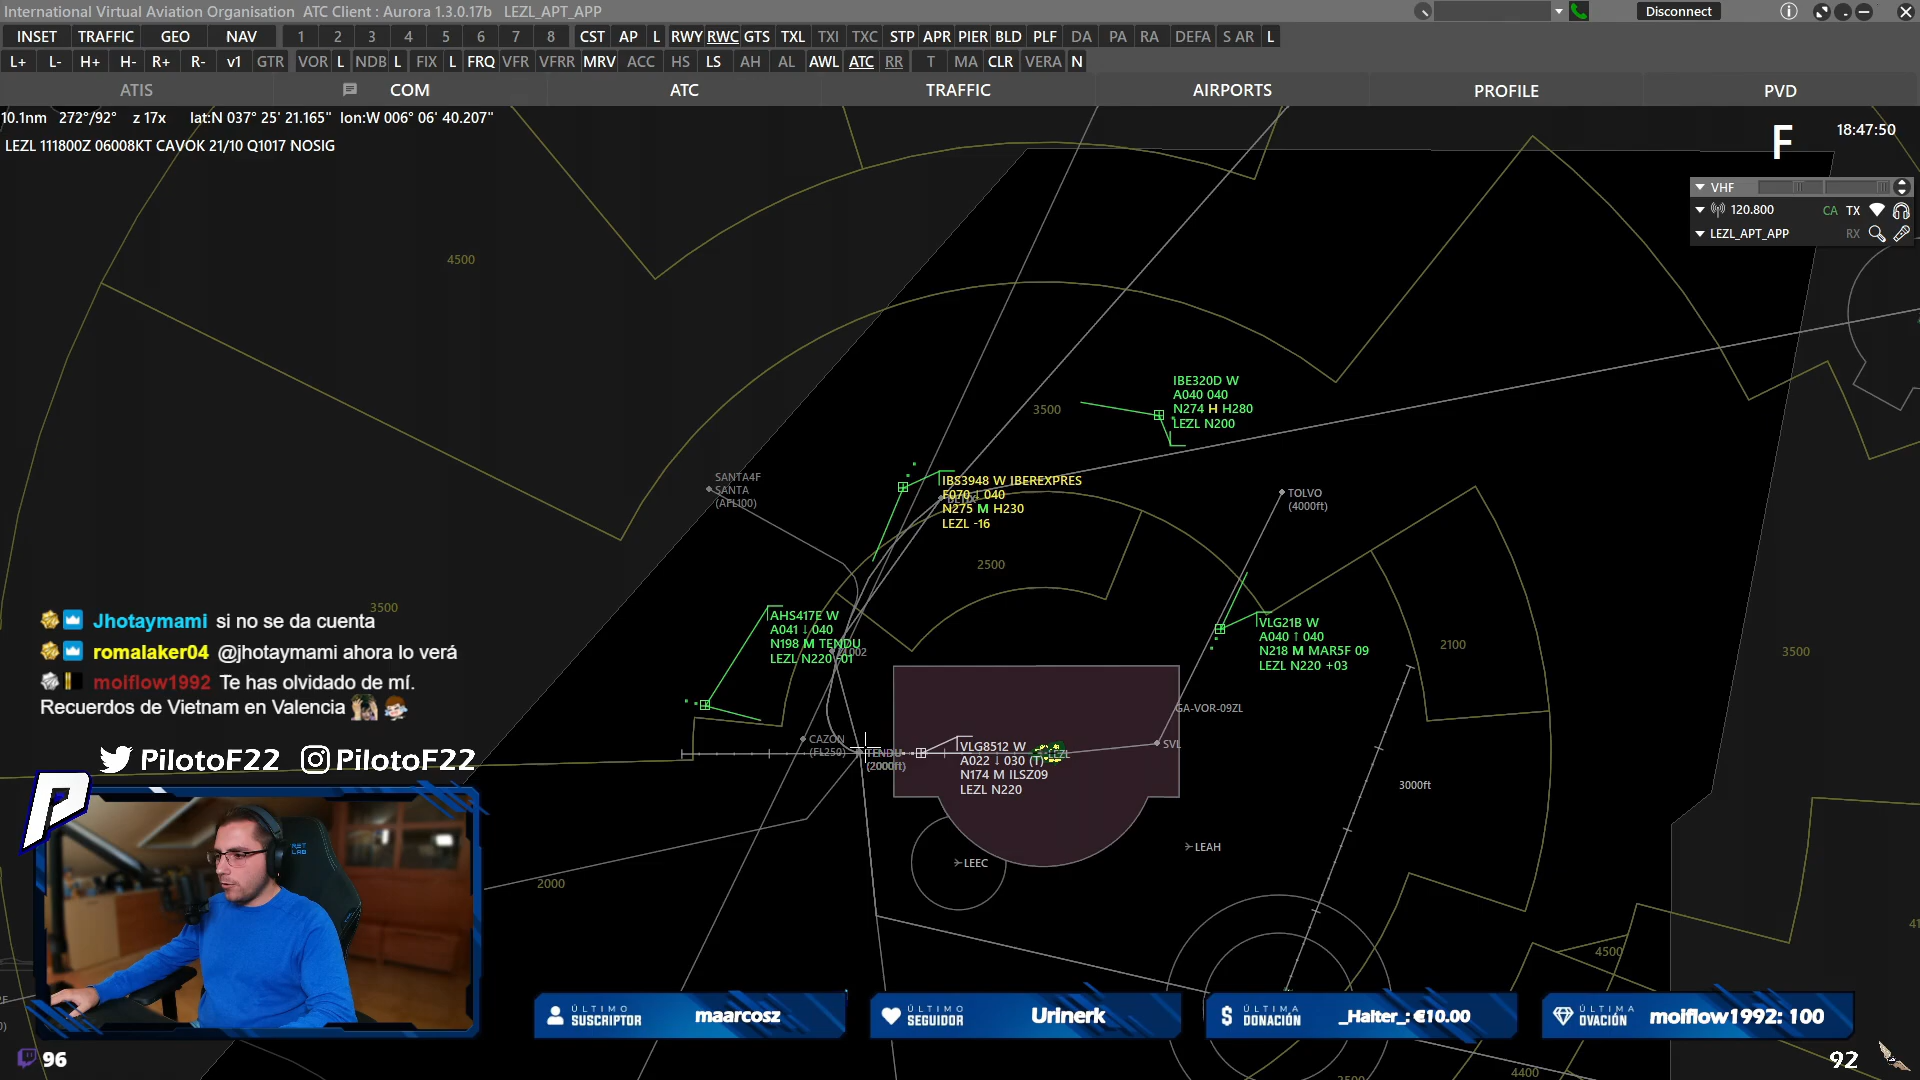 International Virtual Aviation Organisation ATC Client : Aurora 1.3.0.17b LEZL_APT_APP
Disconnect
INSET TRAFFIC GEO NAV 1 2 3 4 5 6 7 8 CST AP L RWY RWC GTS TXL TXI TXC STP APR PIER BLD PLF DA PA RA DEFA S AR L
L+ L- H+ H- R+ R- v1 GTR VOR L NDB L FIX L FRQ VFR VFRR MRV ACC HS LS AH AL AWL ATC RR T MA CLR VERA N
ATIS COM ATC TRAFFIC AIRPORTS PROFILE PVD
10.1nm 272°/92° z 17x lat:N 037° 25' 21.165" lon:W 006° 06' 40.207"
LEZL 111800Z 06008KT CAVOK 21/10 Q1017 NOSIG
F
18:47:50
VHF
120.800 CA TX
LEZL_APT_APP RX
4500
3500
IBE320D W
A040 040
N274 H H280
LEZL N200
SANTA4F
SANTA
(AFL100)
IBS3948 W IBEREXPRES
F070 ↓ 040
N275 M H230
LEZL -16
TOLVO
(4000ft)
2500
3500
AHS417E W
A041 ↓ 040
N198 M TENDU
LEZL N220 -01
VLG21B W
A040 ↑ 040
N218 M MAR5F 09
LEZL N220 +03
2100
3500
GA-VOR-09ZL
CAZON
(FL250)
TENDU
(2000ft)
VLG8512 W
A022 ↓ 030 (T)
N174 M ILSZ09
LEZL N220
LEZL
SVL
3000ft
LEAH
LEEC
2000
4500
4400
Jhotaymami si no se da cuenta
romalaker04 @jhotaymami ahora lo verá
moiflow1992 Te has olvidado de mí.
Recuerdos de Vietnam en Valencia
PilotoF22 PilotoF22
P
ÚLTIMO
SUSCRIPTOR maarcosz
ÚLTIMO
SEGUIDOR Urinerk
ÚLTIMA
DONACIÓN _Halter_: €10.00
ÚLTIMA
OVACIÓN moiflow1992: 100
96
92